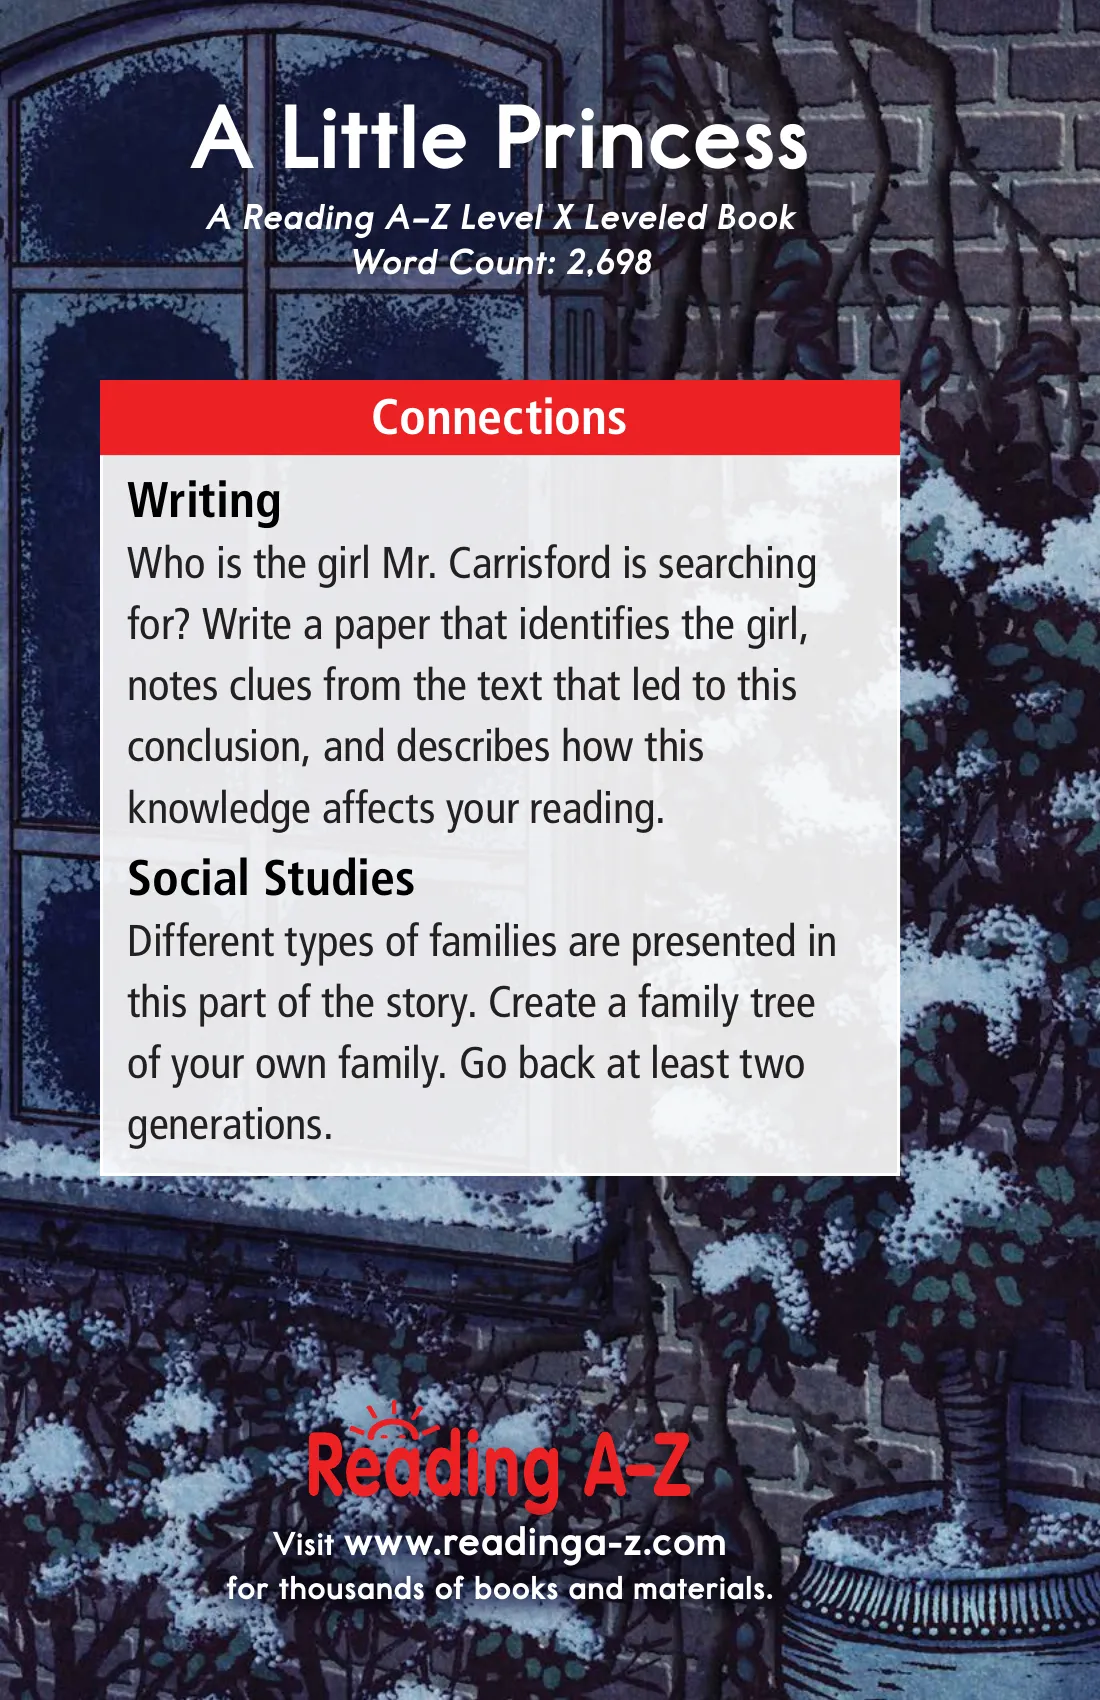 A Little Princess
A Reading A–Z Level X Leveled Book
Word Count: 2,698
Connections
Writing
Who is the girl Mr. Carrisford is searching
for? Write a paper that identifies the girl,
notes clues from the text that led to this
conclusion, and describes how this
knowledge affects your reading.
Social Studies
Different types of families are presented in
this part of the story. Create a family tree
of your own family. Go back at least two
generations.
Reading A–Z
Visit www.readinga-z.com
for thousands of books and materials.